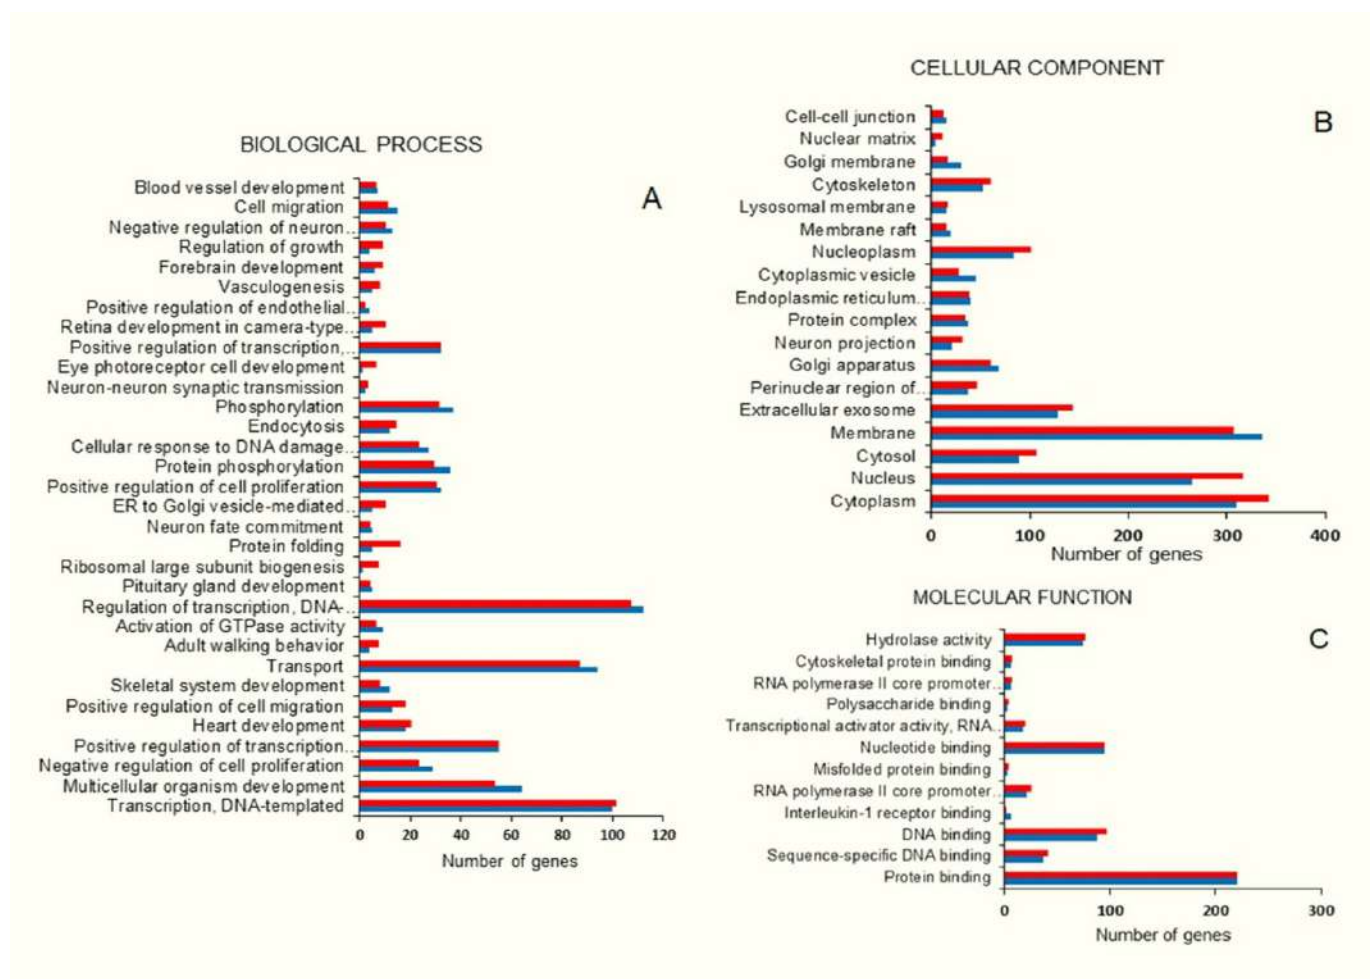 BIOLOGICAL PROCESS
A
Blood vessel development
Cell migration
Negative regulation of neuron..
Regulation of growth
Forebrain development
Vasculogenesis
Positive regulation of endothelial..
Retina development in camera-type..
Positive regulation of transcription,..
Eye photoreceptor cell development
Neuron-neuron synaptic transmission
Phosphorylation
Endocytosis
Cellular response to DNA damage..
Protein phosphorylation
Positive regulation of cell proliferation
ER to Golgi vesicle-mediated..
Neuron fate commitment
Protein folding
Ribosomal large subunit biogenesis
Pituitary gland development
Regulation of transcription, DNA-..
Activation of GTPase activity
Adult walking behavior
Transport
Skeletal system development
Positive regulation of cell migration
Heart development
Positive regulation of transcription..
Negative regulation of cell proliferation
Multicellular organism development
Transcription, DNA-templated
0 20 40 60 80 100 120
Number of genes
CELLULAR COMPONENT
B
Cell-cell junction
Nuclear matrix
Golgi membrane
Cytoskeleton
Lysosomal membrane
Membrane raft
Nucleoplasm
Cytoplasmic vesicle
Endoplasmic reticulum..
Protein complex
Neuron projection
Golgi apparatus
Perinuclear region of..
Extracellular exosome
Membrane
Cytosol
Nucleus
Cytoplasm
0 100 200 300 400
Number of genes
MOLECULAR FUNCTION
C
Hydrolase activity
Cytoskeletal protein binding
RNA polymerase II core promoter..
Polysaccharide binding
Transcriptional activator activity, RNA..
Nucleotide binding
Misfolded protein binding
RNA polymerase II core promoter..
Interleukin-1 receptor binding
DNA binding
Sequence-specific DNA binding
Protein binding
0 100 200 300
Number of genes